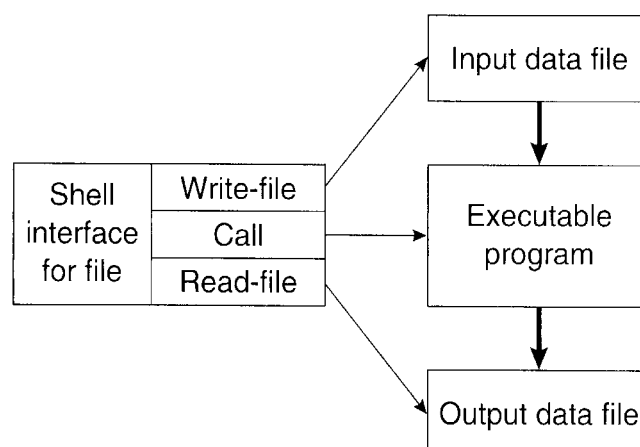 Input data file
Shell
interface
for file
Write-file
Call
Read-file
Executable
program
Output data file